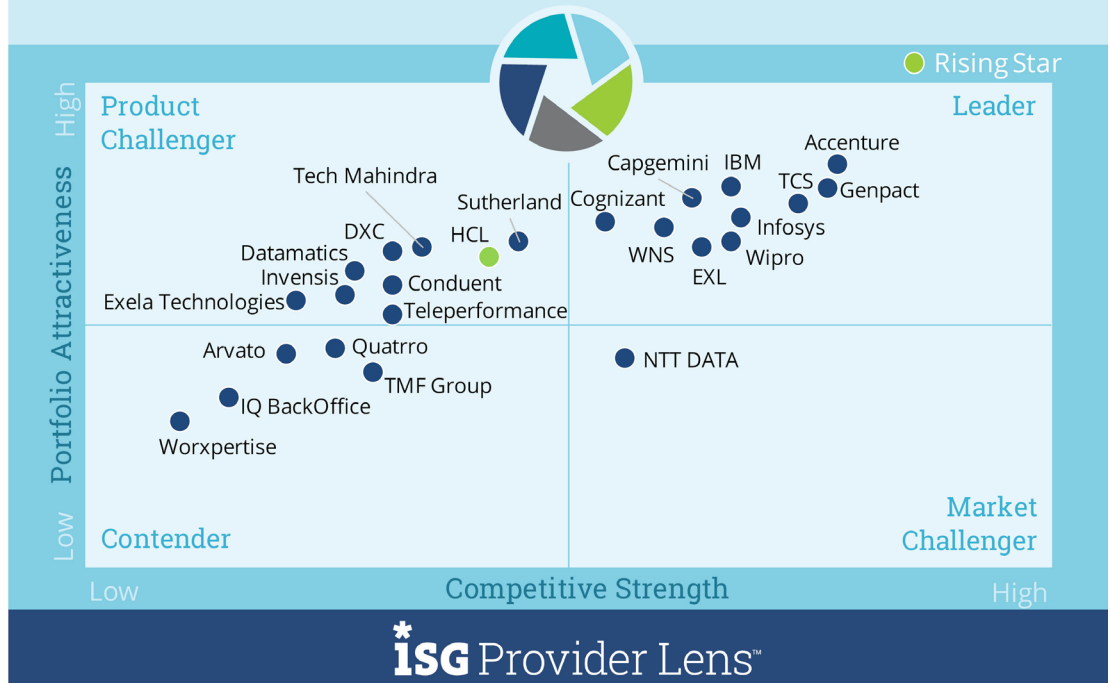 Rising Star
High
Product
Challenger
Leader
Accenture
Capgemini
IBM
Tech Mahindra
TCS
Genpact
Sutherland
Cognizant
Infosys
DXC
HCL
WNS
Wipro
Datamatics
EXL
Invensis
Conduent
Exela Technologies
Teleperformance
Portfolio Attractiveness
Arvato
Quatrro
NTT DATA
TMF Group
IQ BackOffice
Worxpertise
Market
Challenger
Contender
Low
Low
Competitive Strength
High
ISG Provider Lens™